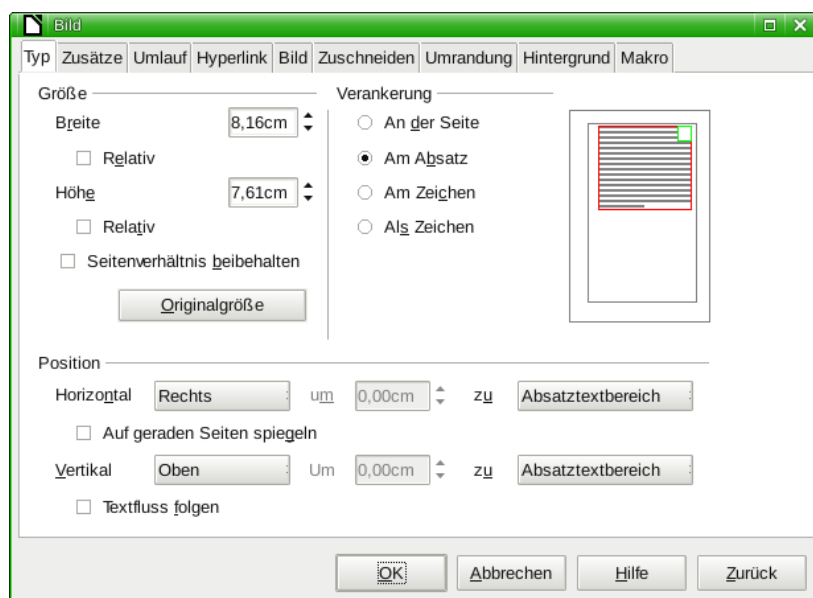 Bild
Typ Zusätze Umlauf Hyperlink Bild Zuschneiden Umrandung Hintergrund Makro
Größe
Breite 8,16cm
Relativ
Höhe 7,61cm
Relativ
Seitenverhältnis beibehalten
Originalgröße
Verankerung
An der Seite
Am Absatz
Am Zeichen
Als Zeichen
Position
Horizontal Rechts um 0,00cm zu Absatztextbereich
Auf geraden Seiten spiegeln
Vertikal Oben Um 0,00cm zu Absatztextbereich
Textfluss folgen
OK Abbrechen Hilfe Zurück